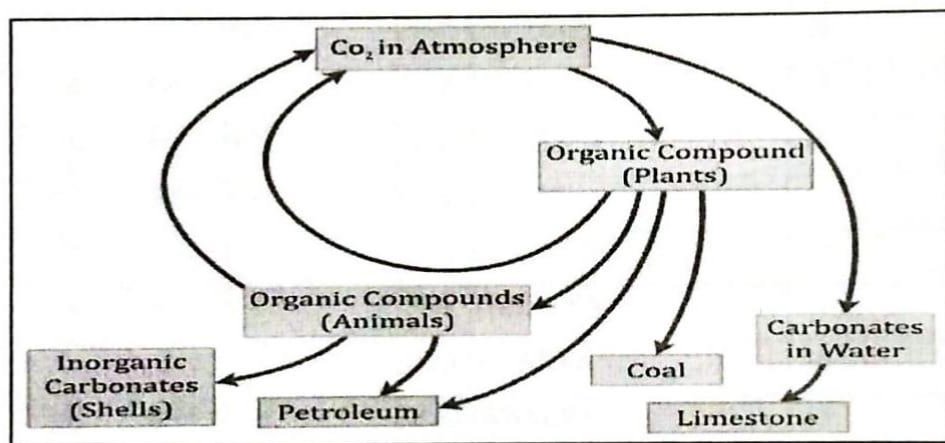 Co₂ in Atmosphere
Organic Compound
(Plants)
Organic Compounds
(Animals)
Carbonates
in Water
Inorganic
Carbonates
(Shells)
Coal
Petroleum
Limestone